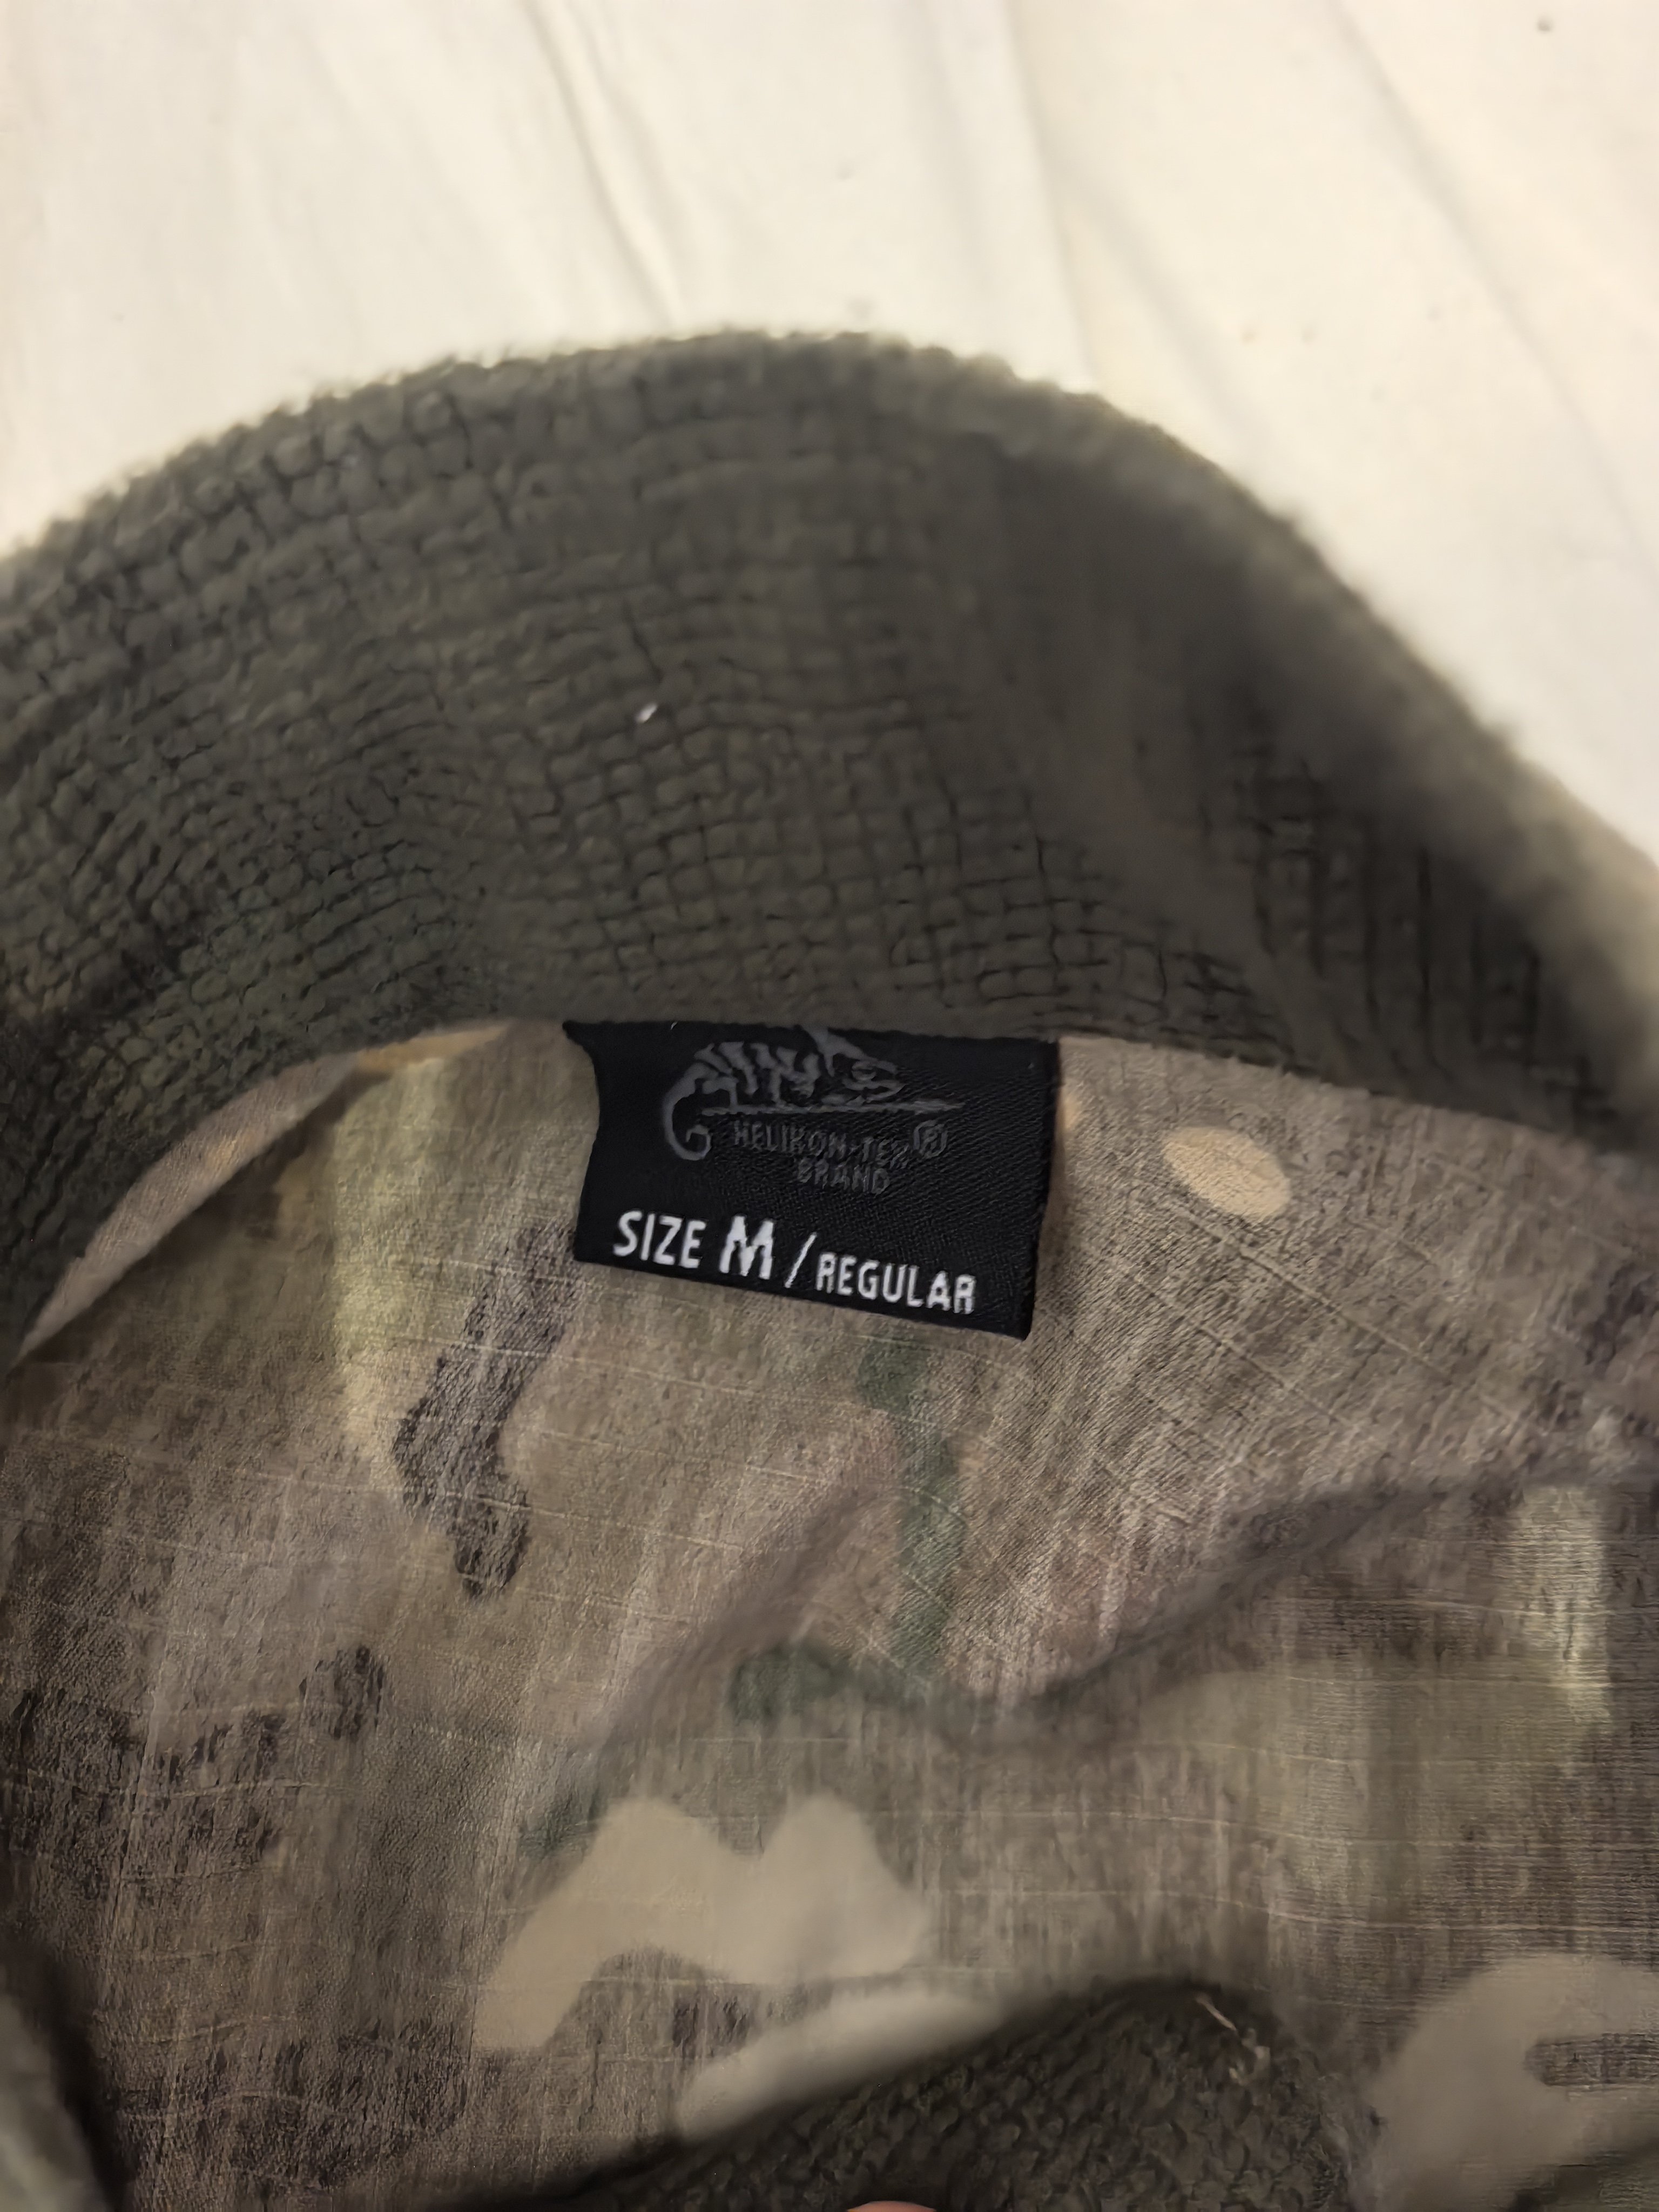 HELIKON-TEX®
BRAND
SIZE M / REGULAR